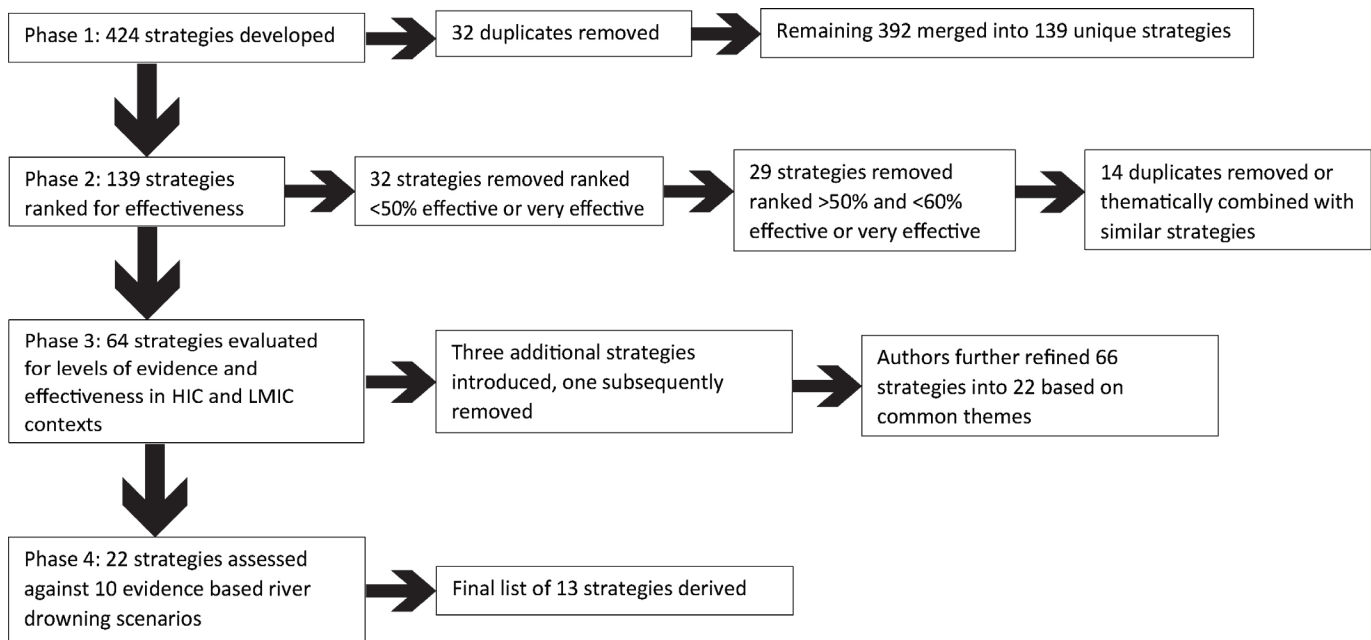 Phase 1: 424 strategies developed
32 duplicates removed
Remaining 392 merged into 139 unique strategies
Phase 2: 139 strategies
ranked for effectiveness
32 strategies removed ranked
<50% effective or very effective
29 strategies removed
ranked >50% and <60%
effective or very effective
14 duplicates removed or
thematically combined with
similar strategies
Phase 3: 64 strategies evaluated
for levels of evidence and
effectiveness in HIC and LMIC
contexts
Three additional strategies
introduced, one subsequently
removed
Authors further refined 66
strategies into 22 based on
common themes
Phase 4: 22 strategies assessed
against 10 evidence based river
drowning scenarios
Final list of 13 strategies derived